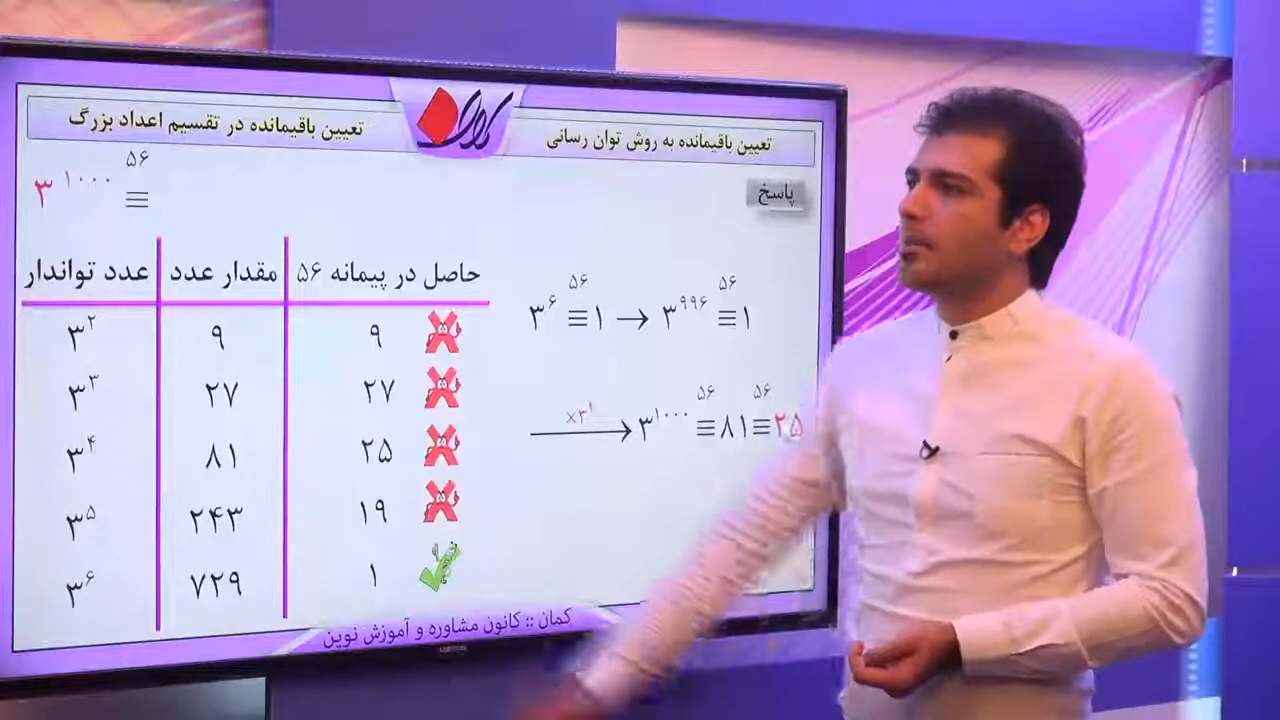 تعیین باقیمانده به روش توان رسانی
تعیین باقیمانده در تقسیم اعداد بزرگ
پاسخ
۳^۱۰۰۰ ≡^۵۶
عدد تواندار | مقدار عدد | حاصل در پیمانه ۵۶
۳^۲ | ۹ | ۹
۳^۳ | ۲۷ | ۲۷
۳^۴ | ۸۱ | ۲۵
۳^۵ | ۲۴۳ | ۱۹
۳^۶ | ۷۲۹ | ۱
۳^۶ ≡^۵۶ ۱ → ۳^۹۹۶ ≡^۵۶ ۱
×۳^۴ → ۳^۱۰۰۰ ≡^۵۶ ۸۱ ≡^۵۶ ۲۵
کمان :: کانون مشاوره و آموزش نوین